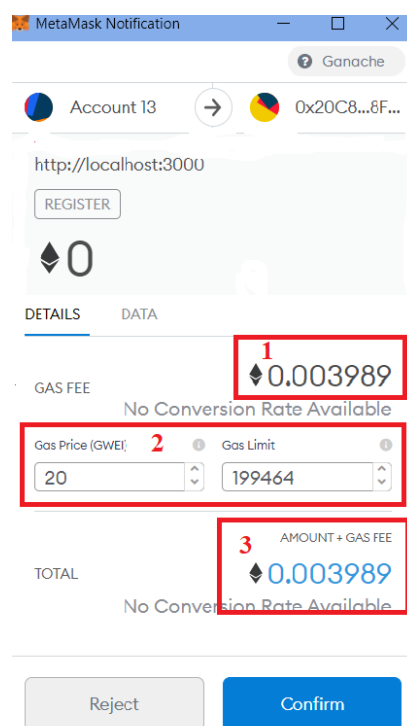 MetaMask Notification
? Ganache
Account 13
0x20C8...8F...
http://localhost:3000
REGISTER
0
DETAILS
DATA
1
GAS FEE
0.003989
No Conversion Rate Available
Gas Price (GWEI)
2
Gas Limit
20
199464
3
AMOUNT + GAS FEE
TOTAL
0.003989
No Conversion Rate Available
Reject
Confirm